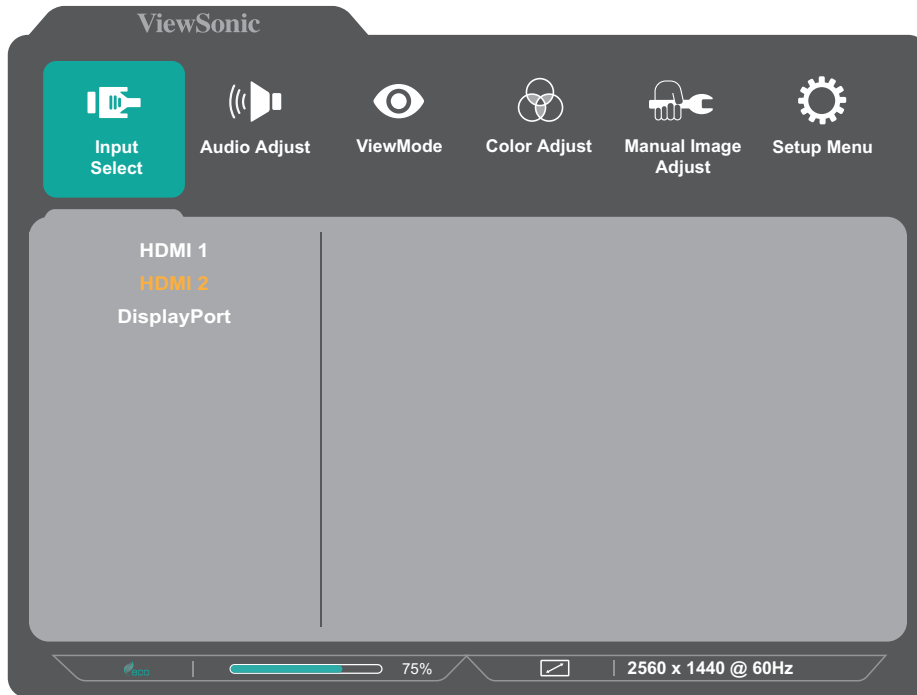 ViewSonic
Input
Select
Audio Adjust
ViewMode
Color Adjust
Manual Image
Adjust
Setup Menu
HDMI 1
HDMI 2
DisplayPort
eco
75%
2560 x 1440 @ 60Hz